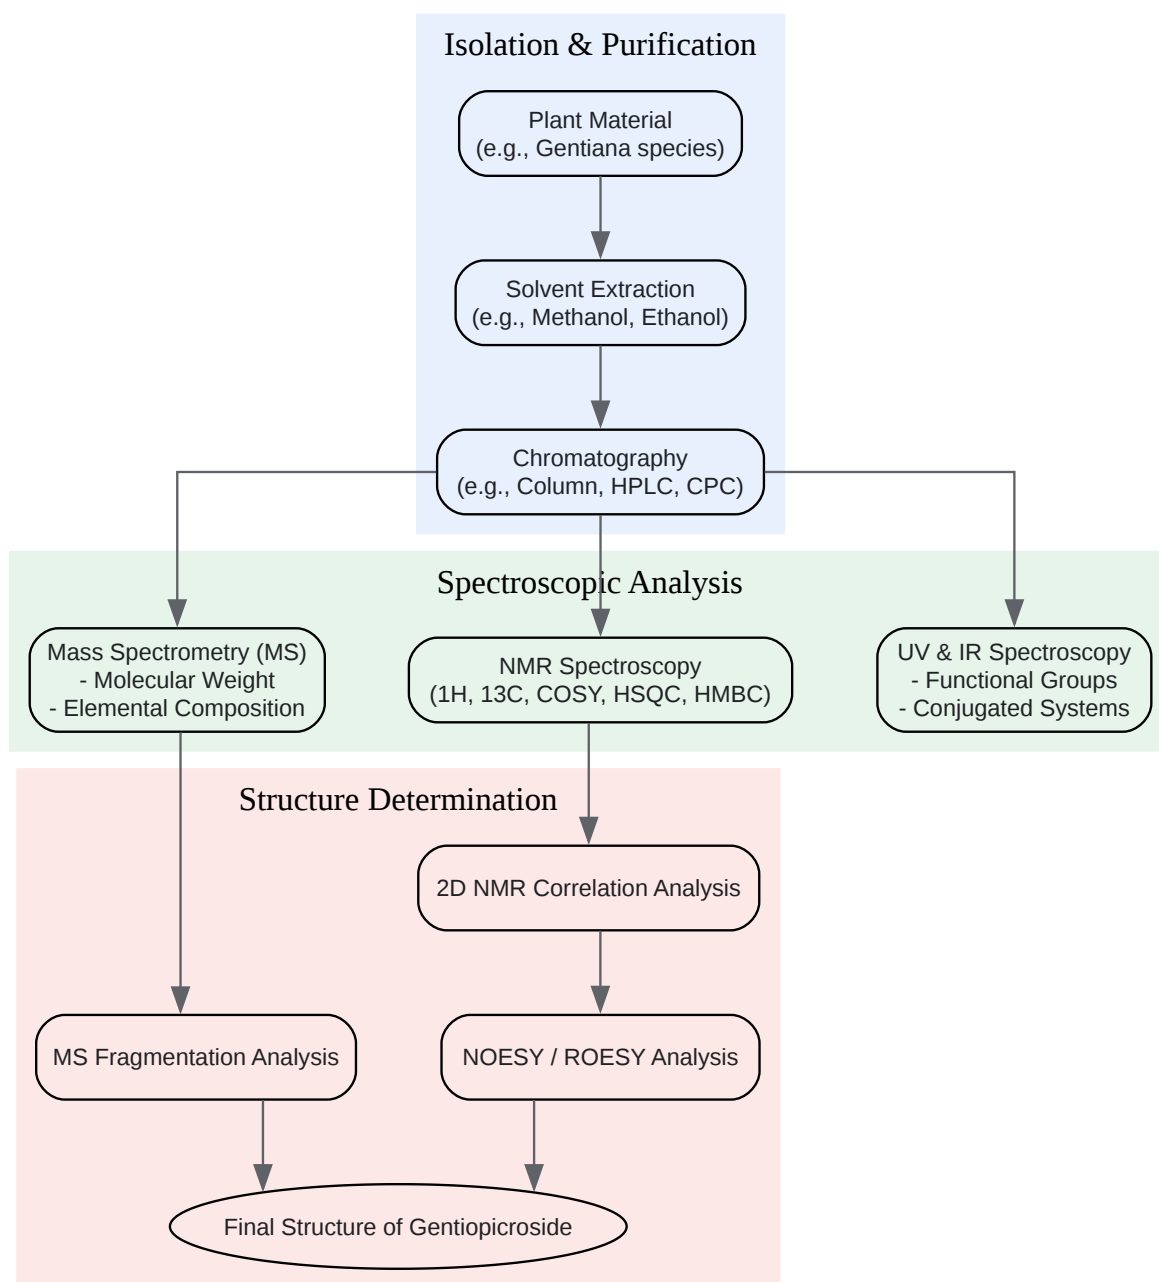 Isolation & Purification
Plant Material
(e.g., Gentiana species)
Solvent Extraction
(e.g., Methanol, Ethanol)
Chromatography
(e.g., Column, HPLC, CPC)
Spectroscopic Analysis
Mass Spectrometry (MS)
- Molecular Weight
- Elemental Composition
NMR Spectroscopy
(1H, 13C, COSY, HSQC, HMBC)
UV & IR Spectroscopy
- Functional Groups
- Conjugated Systems
Structure Determination
2D NMR Correlation Analysis
MS Fragmentation Analysis
NOESY / ROESY Analysis
Final Structure of Gentiopicroside